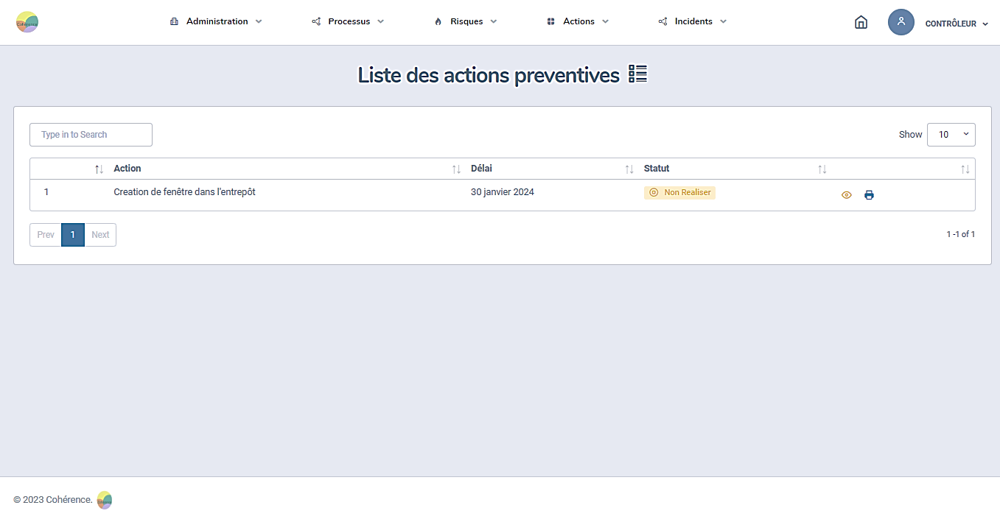 Cohérence
Administration
Processus
Risques
Actions
Incidents
CONTRÔLEUR
Liste des actions preventives
Type in to Search
Show 10
Action Délai Statut
1 Creation de fenêtre dans l'entrepôt 30 janvier 2024 Non Realiser
Prev 1 Next
1 -1 of 1
© 2023 Cohérence.